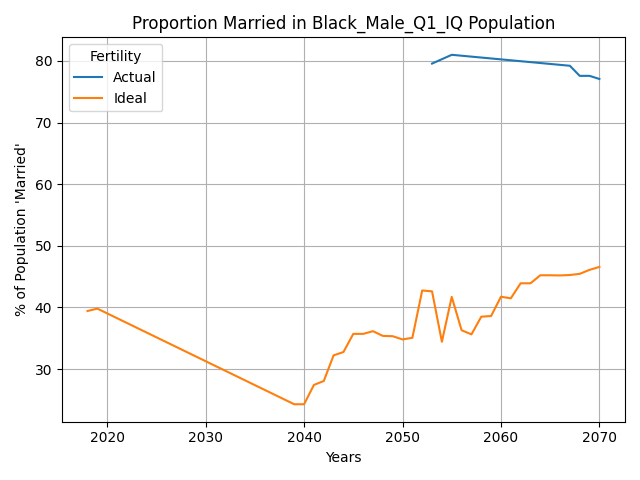 Proportion Married in Black_Male_Q1_IQ Population
Fertility
Actual
Ideal
% of Population 'Married'
80
70
60
50
40
30
2020 2030 2040 2050 2060 2070
Years